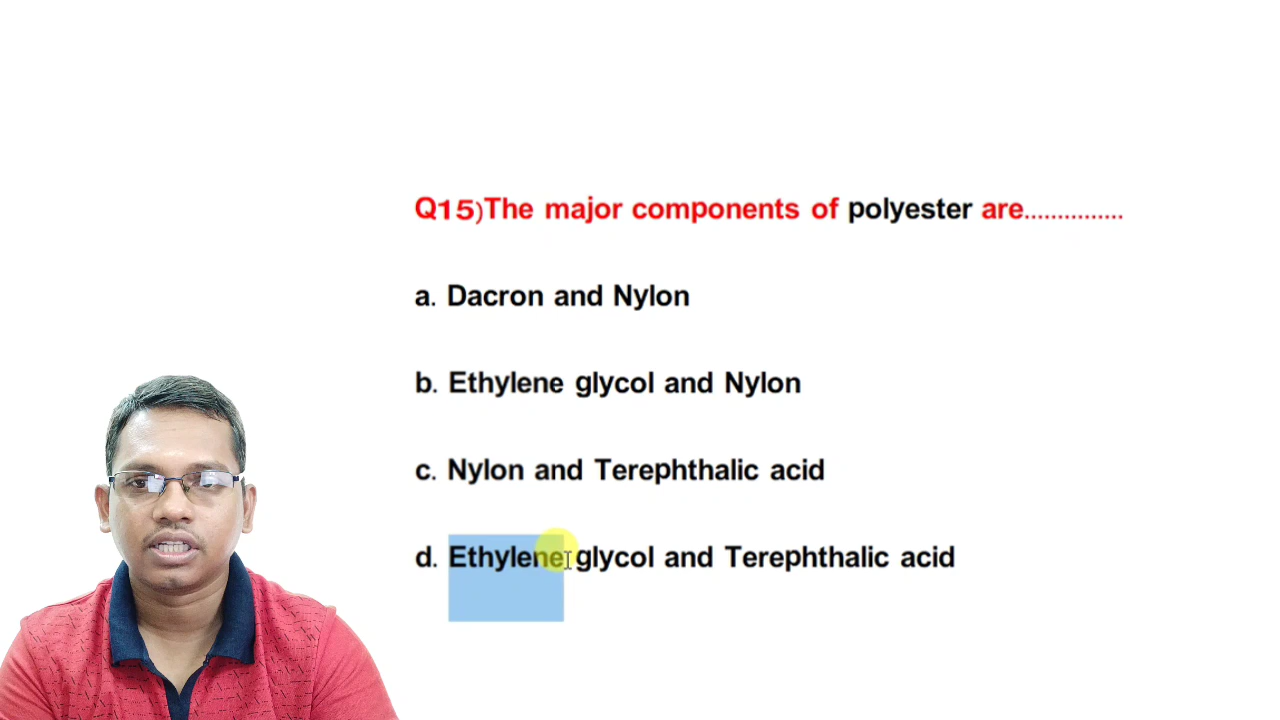 Q15)The major components of polyester are...............
a. Dacron and Nylon
b. Ethylene glycol and Nylon
c. Nylon and Terephthalic acid
d. Ethylene glycol and Terephthalic acid